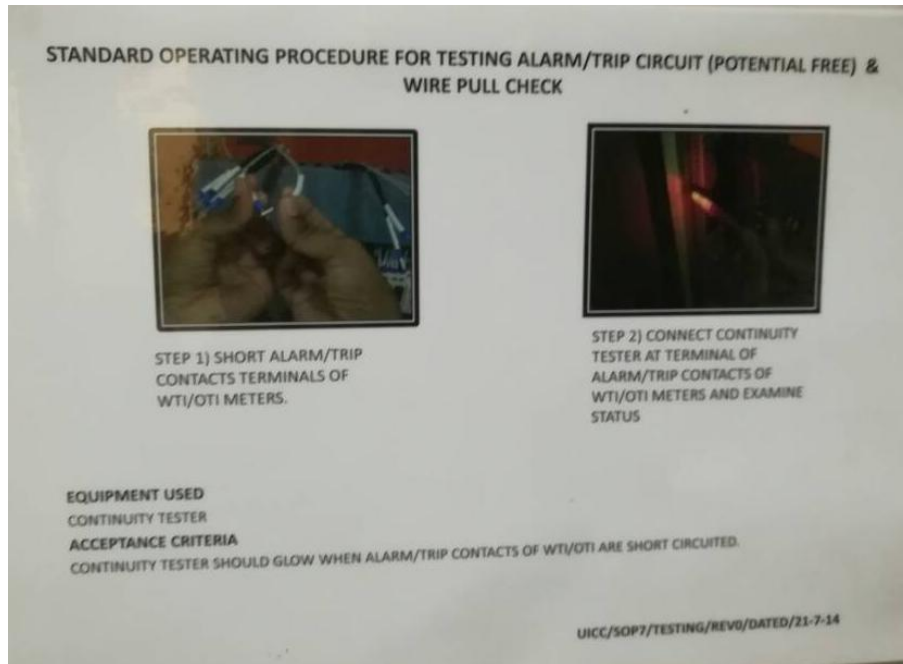 STANDARD OPERATING PROCEDURE FOR TESTING ALARM/TRIP CIRCUIT (POTENTIAL FREE) &
WIRE PULL CHECK
STEP 1) SHORT ALARM/TRIP
CONTACTS TERMINALS OF
WTI/OTI METERS.
STEP 2) CONNECT CONTINUITY
TESTER AT TERMINAL OF
ALARM/TRIP CONTACTS OF
WTI/OTI METERS AND EXAMINE
STATUS
EQUIPMENT USED
CONTINUITY TESTER
ACCEPTANCE CRITERIA
CONTINUITY TESTER SHOULD GLOW WHEN ALARM/TRIP CONTACTS OF WTI/OTI ARE SHORT CIRCUITED.
UICC/SOP7/TESTING/REV0/DATED/21-7-14